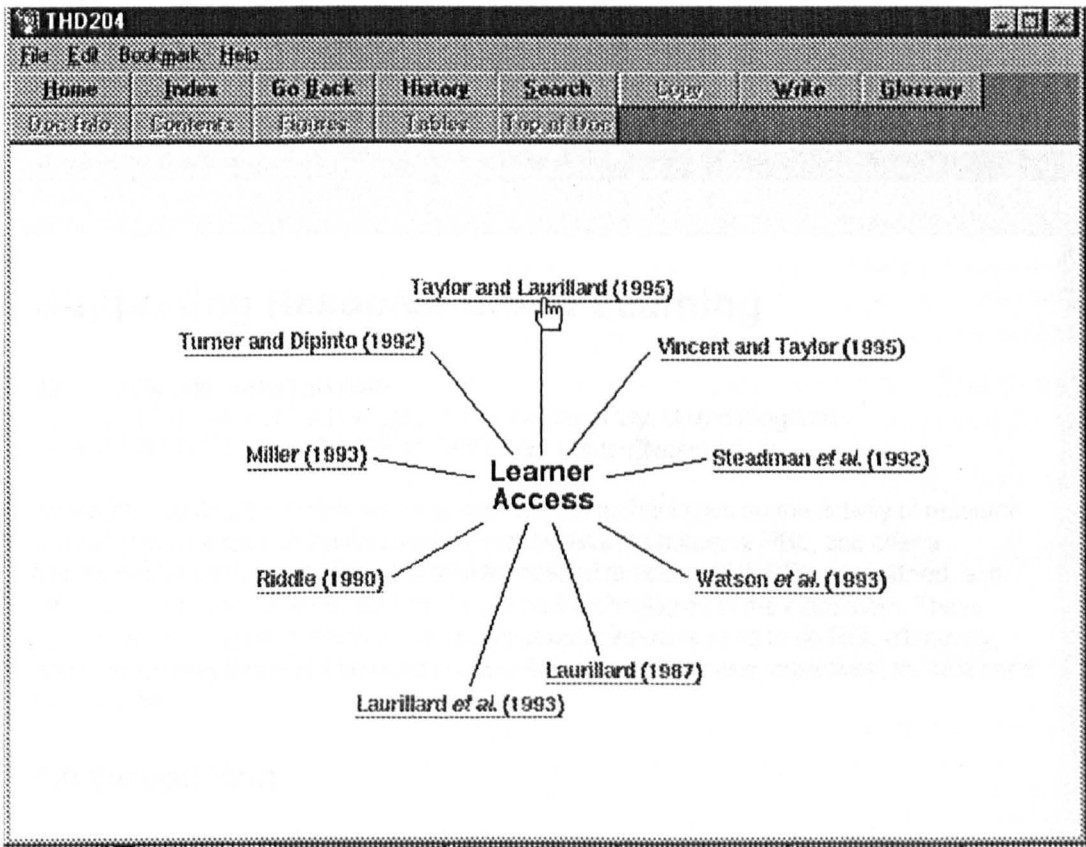 THD204
File Edit Bookmark Help
Home Index Go Back History Search Copy Write Glossary
Doc Info Contents Figures Tables Top of Doc
Taylor and Laurillard (1995)
Turner and Dipinto (1992)
Vincent and Taylor (1995)
Miller (1993)
Steadman et al. (1992)
Learner
Access
Riddle (1990)
Watson et al. (1993)
Laurillard (1987)
Laurillard et al. (1993)